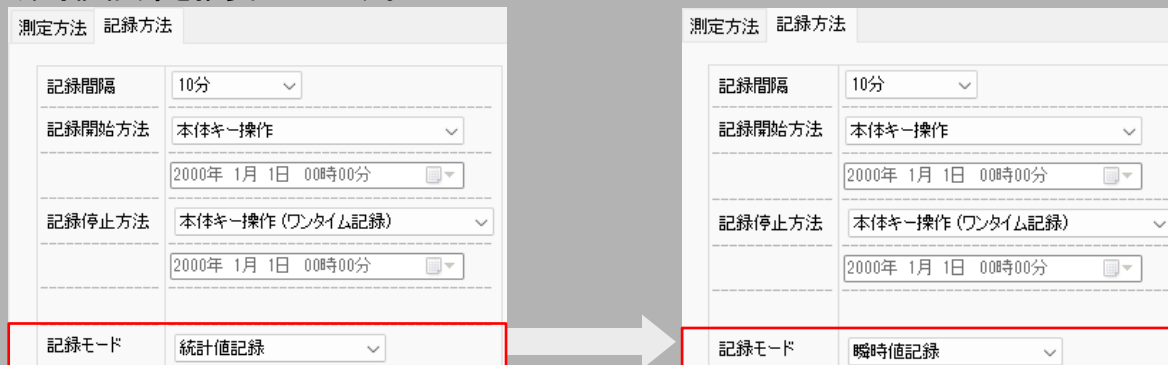 測定方法 記録方法
記録間隔 10分
記録開始方法 本体キー操作
2000年 1月 1日 00時00分
記録停止方法 本体キー操作 (ワンタイム記録)
2000年 1月 1日 00時00分
記録モード 統計値記録
測定方法 記録方法
記録間隔 10分
記録開始方法 本体キー操作
2000年 1月 1日 00時00分
記録停止方法 本体キー操作 (ワンタイム記録)
2000年 1月 1日 00時00分
記録モード 瞬時値記録